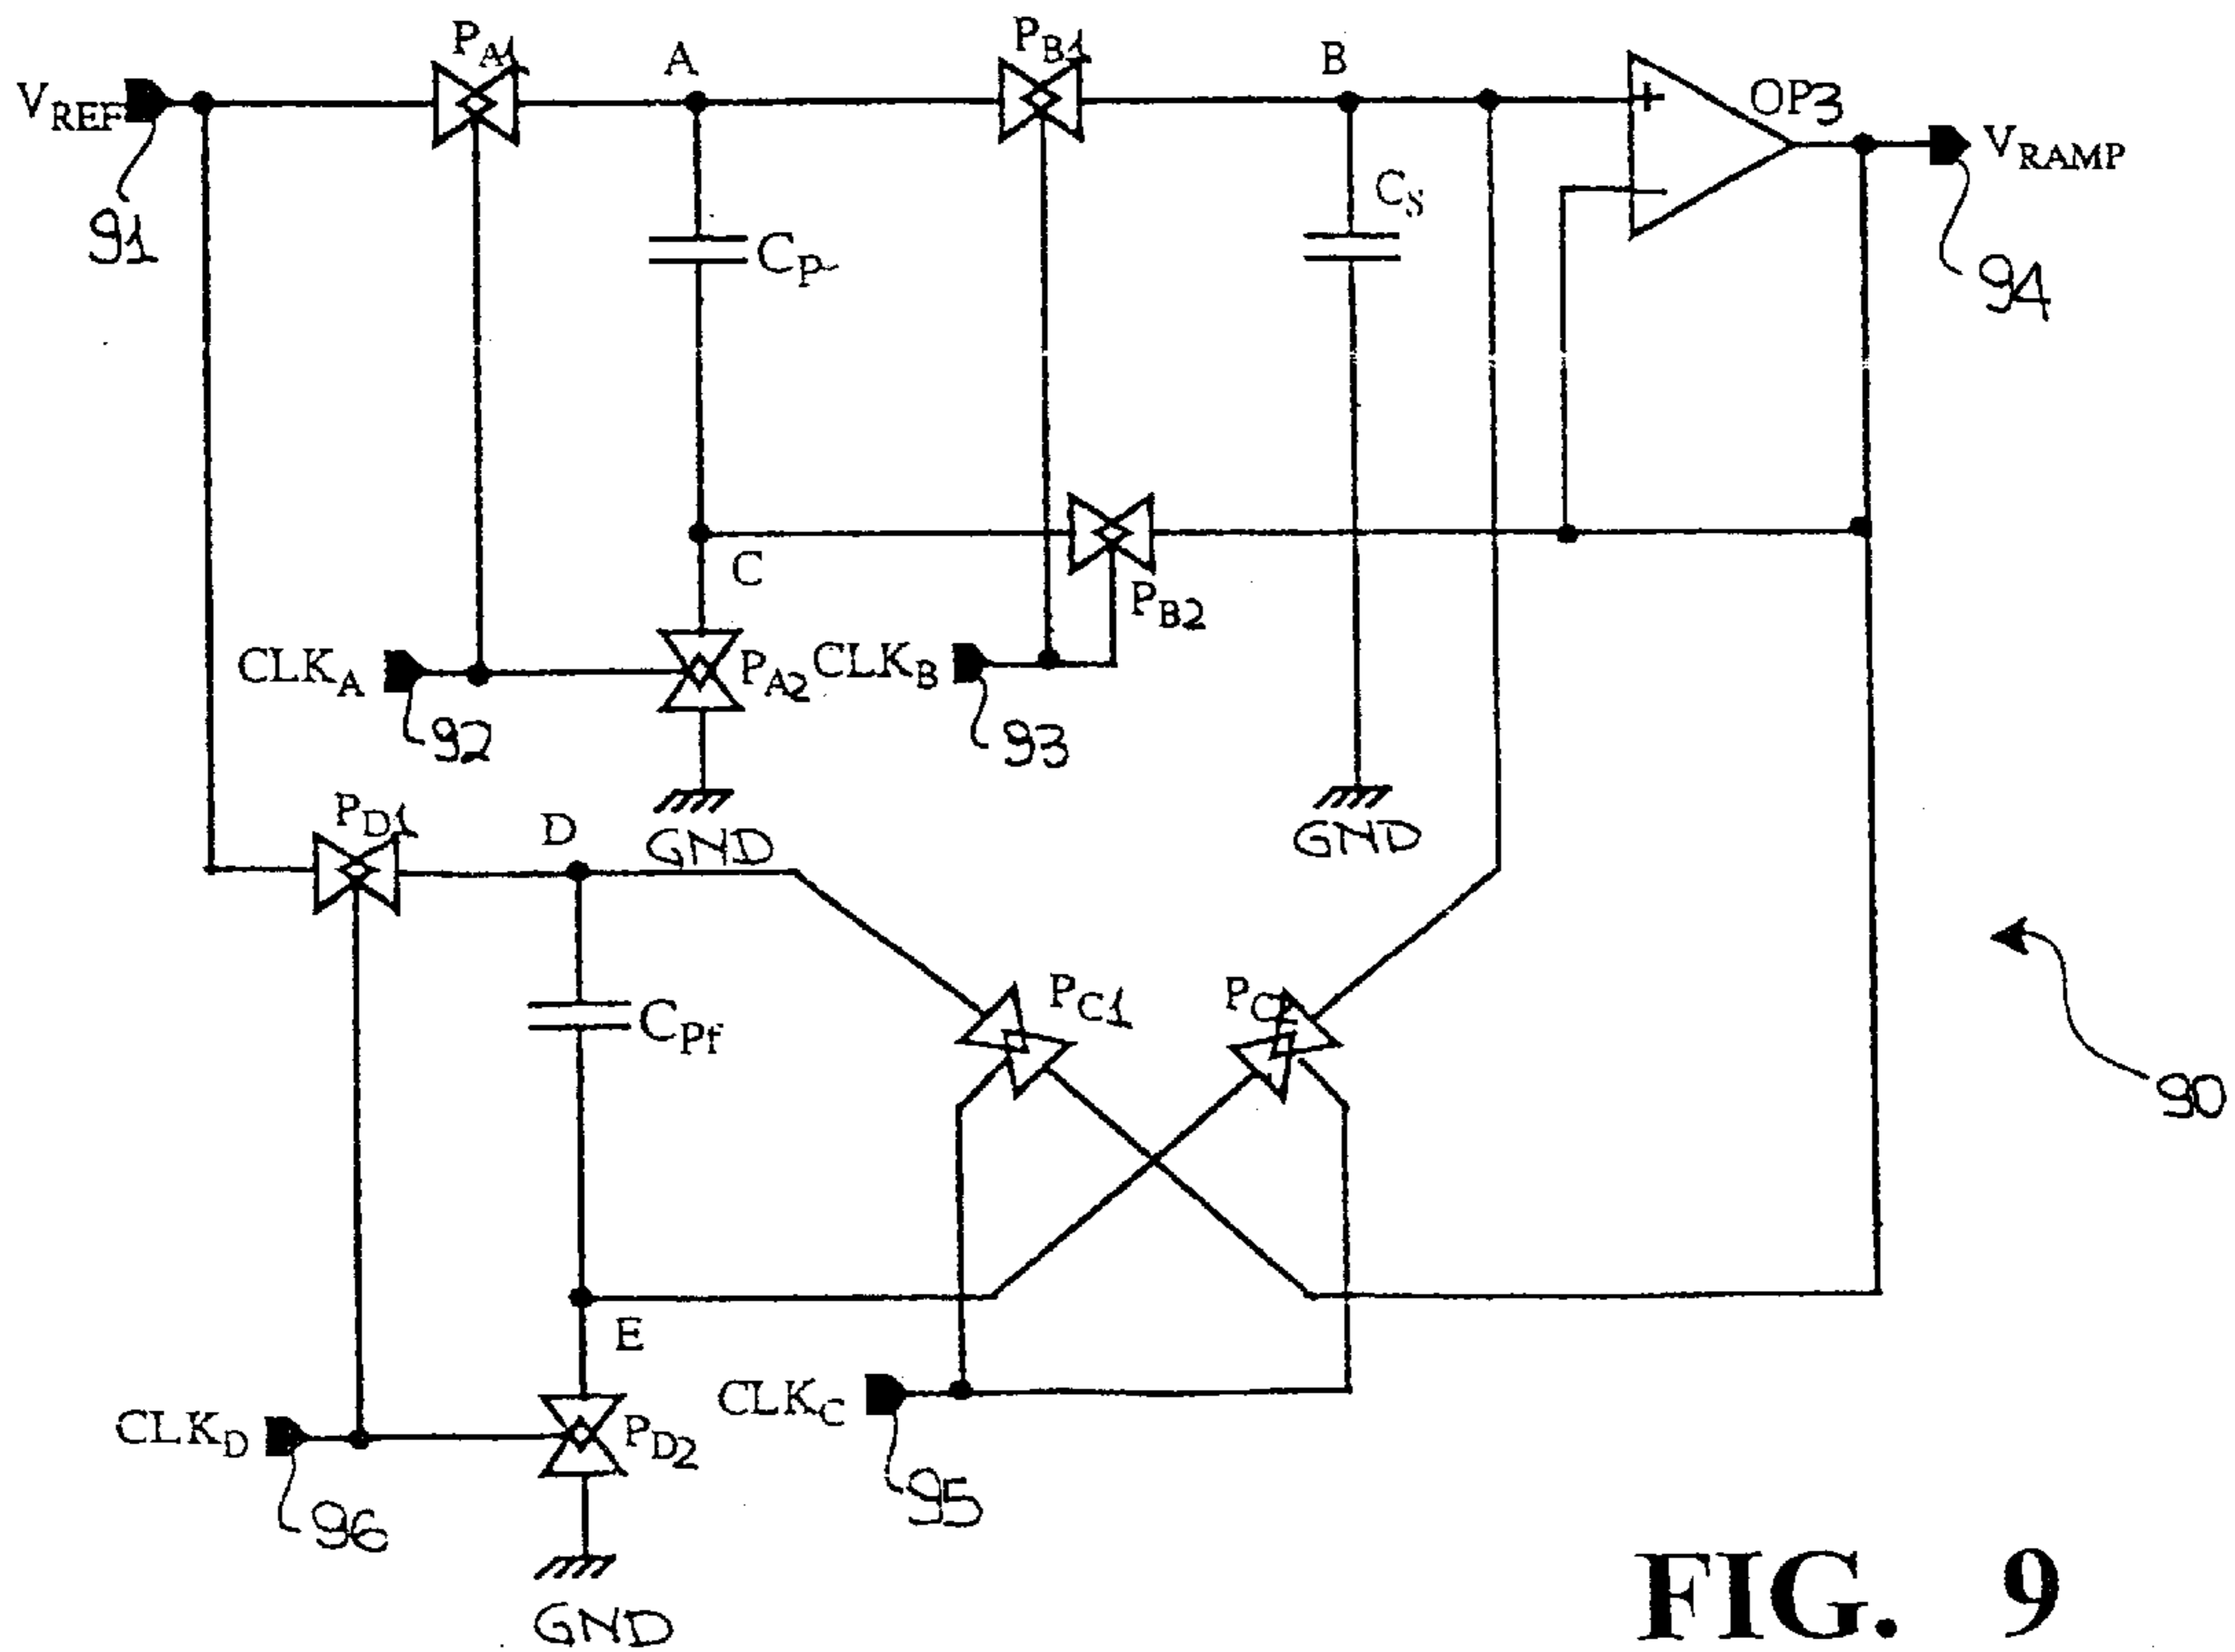 P_A1
A
P_B1
B
OP3
V_REF
V_RAMP
91
C_Pr
C_S
94
C
P_B2
CLK_A
P_A2
CLK_B
92
93
GND
GND
P_D1
D
P_C1
C_Pf
90
E
CLK_C
CLK_D
P_D2
95
96
GND
FIG. 9